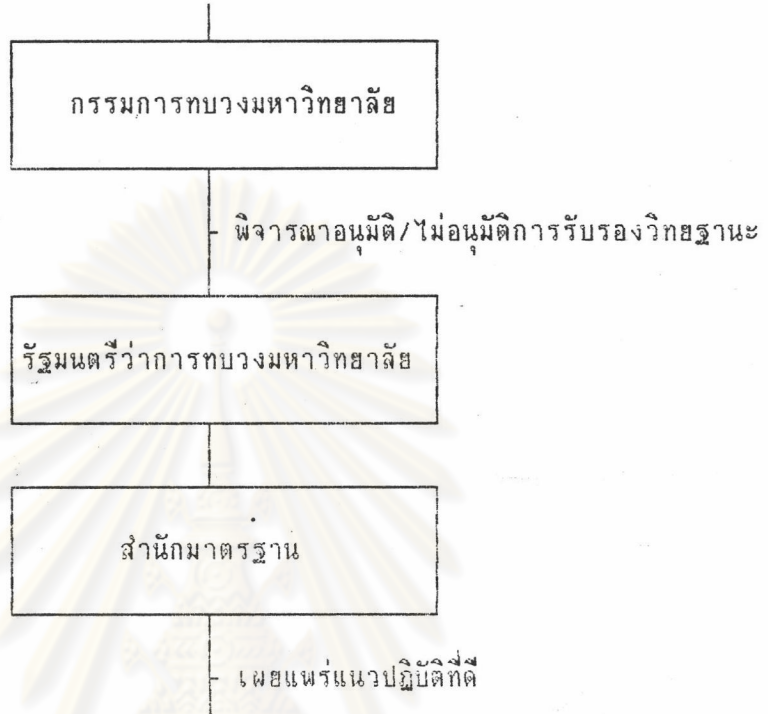 กรรมการทบวงมหาวิทยาลัย
- พิจารณาอนุมัติ/ไม่อนุมัติการรับรองวิทยฐานะ
รัฐมนตรีว่าการทบวงมหาวิทยาลัย
สำนักมาตรฐาน
- เผยแพร่แนวปฏิบัติที่ดี